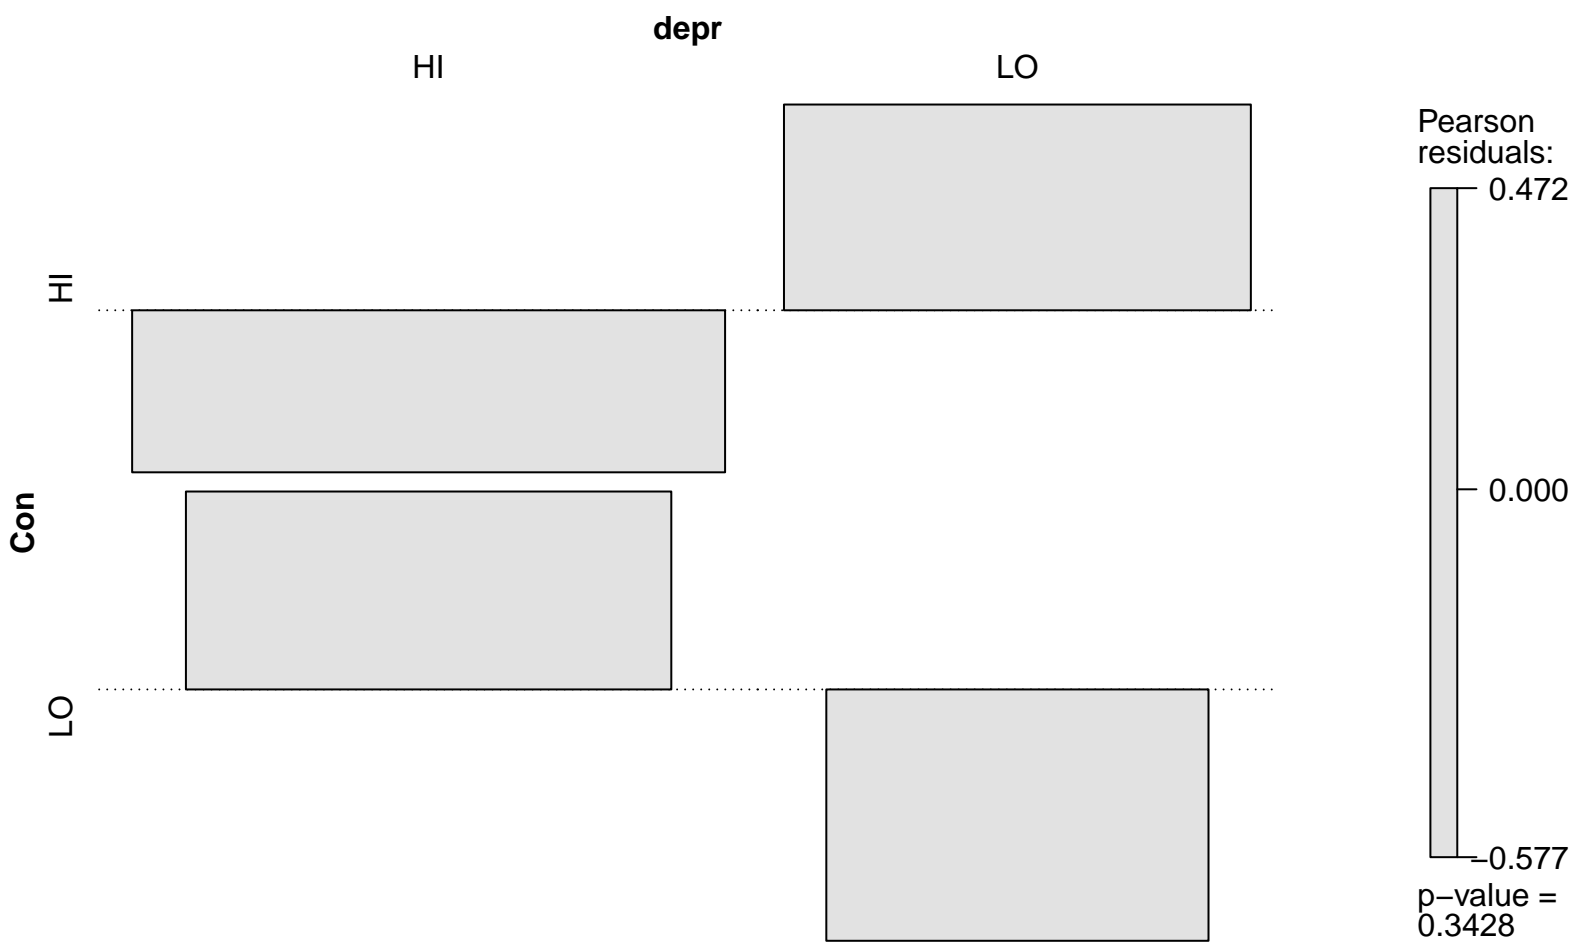 depr
HI
LO
HI
Con
LO
Pearson
residuals:
0.472
0.000
−0.577
p−value =
0.3428